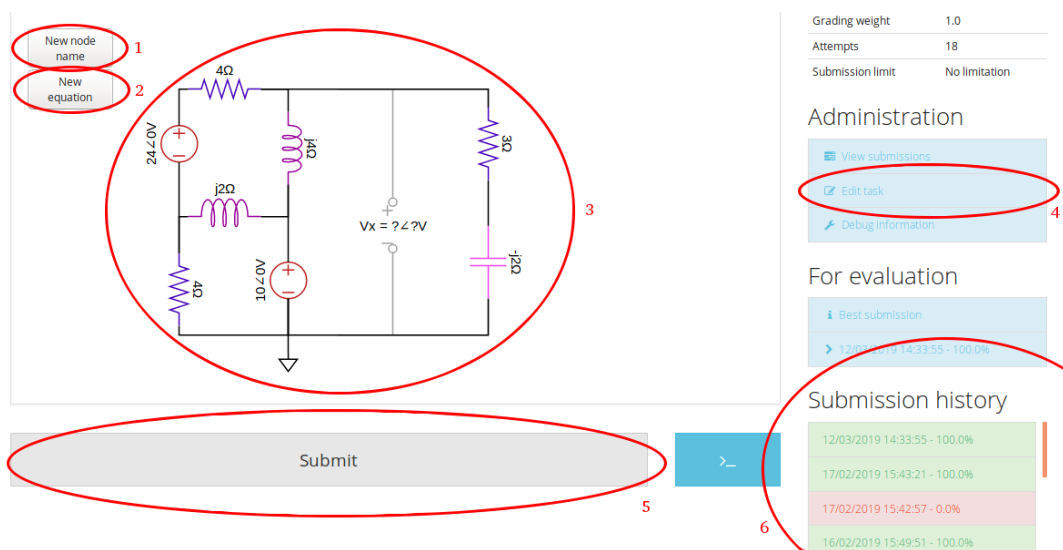 New node
name
1
New
equation
2
4Ω
24∠0V
j4Ω
3Ω
j2Ω
Vx = ?∠?V
3
4Ω
10∠0V
-j2Ω
Submit
>_
5
Grading weight 1.0
Attempts 18
Submission limit No limitation
Administration
View submissions
Edit task
4
Debug information
For evaluation
Best submission
12/03/2019 14:33:55 - 100.0%
Submission history
12/03/2019 14:33:55 - 100.0%
17/02/2019 15:43:21 - 100.0%
17/02/2019 15:42:57 - 0.0%
6
16/02/2019 15:49:51 - 100.0%